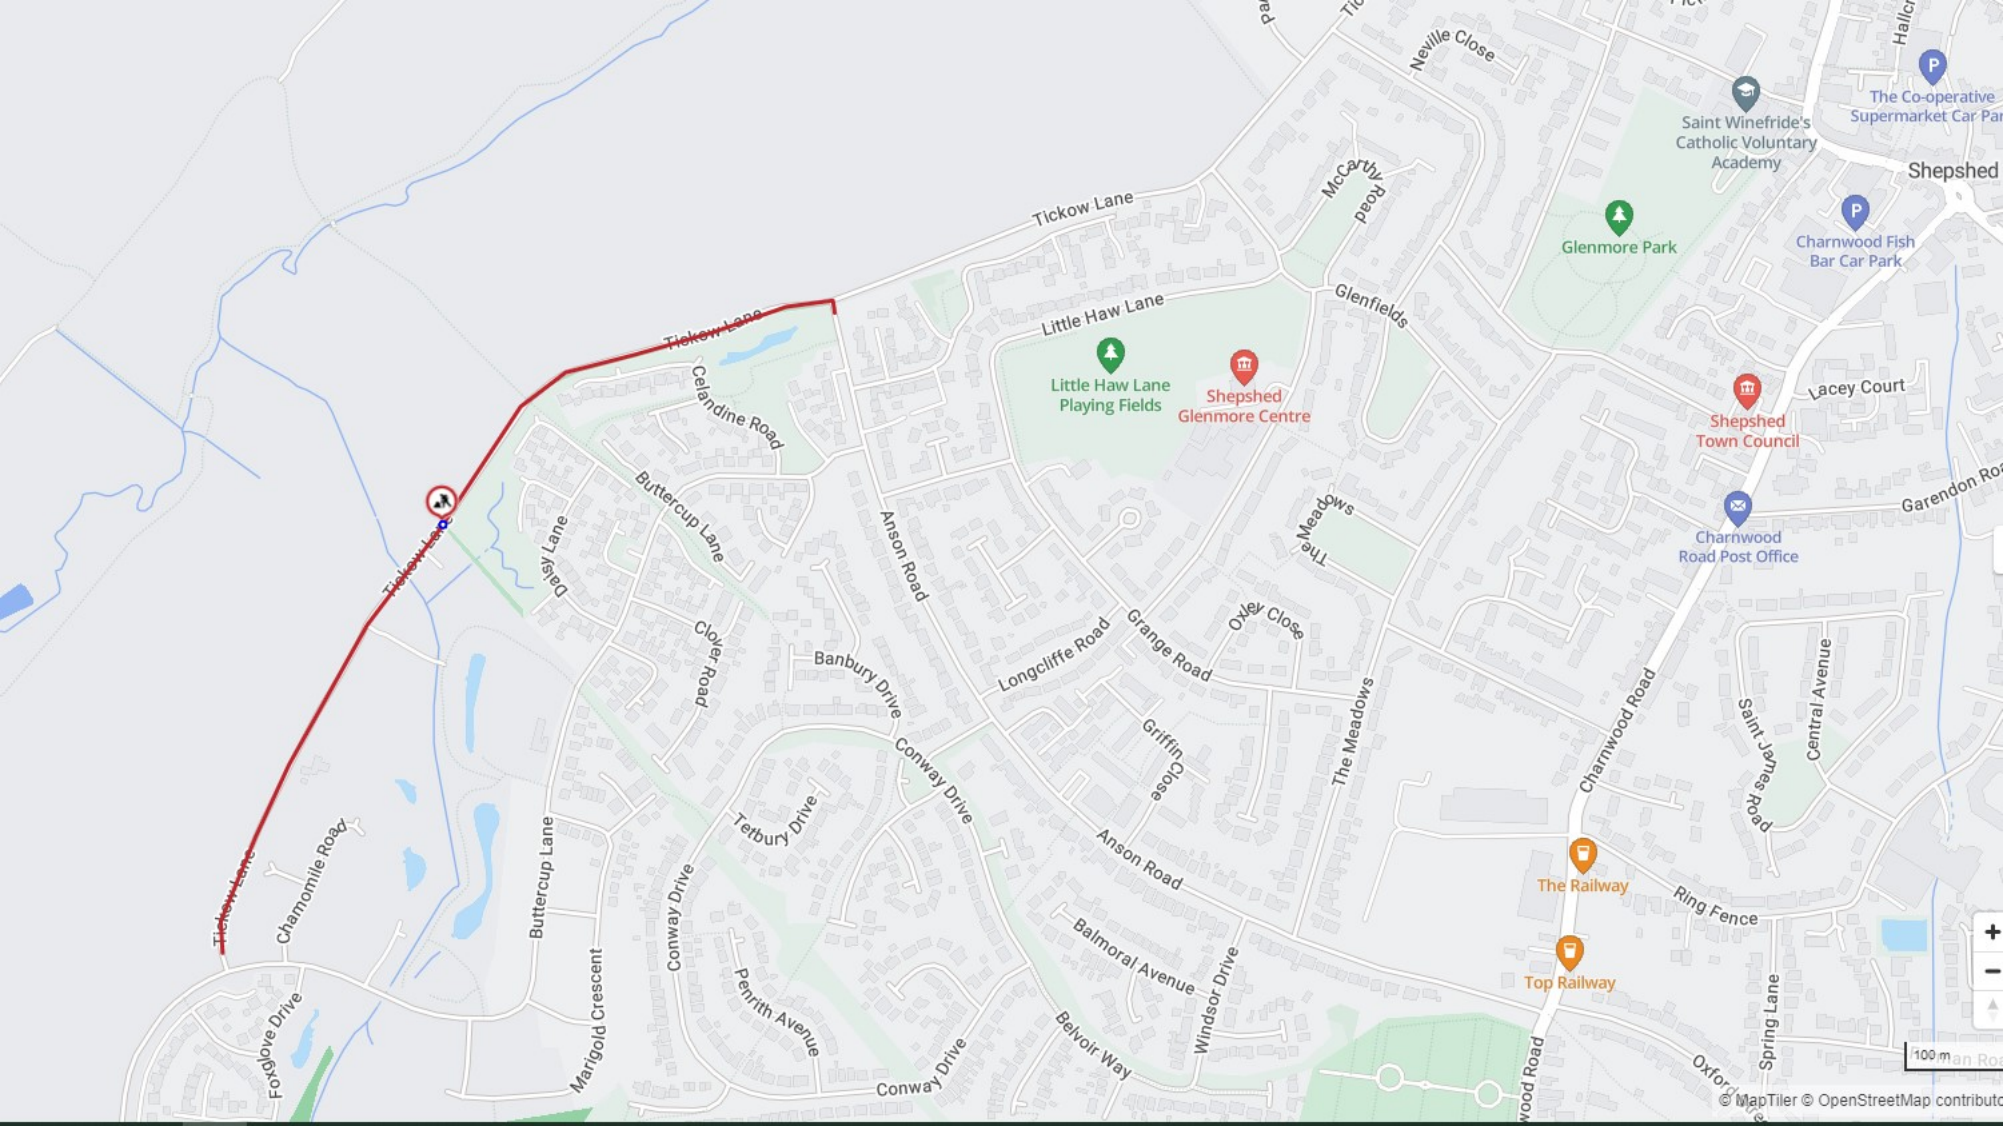 Neville Close
Saint Winefride's
Catholic Voluntary
Academy
P
The Co-operative
Supermarket Car
Shepshed
P
Charnwood Fish
Bar Car Park
McCarthy Road
Tickow Lane
Glenmore Park
Glenfields
Little Haw Lane
Little Haw Lane
Playing Fields
Shepshed
Glenmore Centre
Lacey Court
Shepshed
Town Council
Tickow Lane
Celandine Road
Buttercup Lane
Daisy Lane
Anson Road
The Meadows
Garendon
Charnwood
Road Post Office
Tickow Lane
Clover Road
Banbury Drive
Longcliffe Road
Grange Road
Oxley Close
The Meadows
Griffin Close
Charnwood Road
Saint James Road
Central Avenue
Conway Drive
Tetbury Drive
Anson Road
Tickow Lane
Chamomile Road
Buttercup Lane
Conway Drive
The Railway
Ring Fence
Marigold Crescent
Penrith Avenue
Balmoral Avenue
Windsor Drive
Top Railway
Spring Lane
Foxglove Drive
Conway Drive
Belvoir Way
wood Road
Oxford
+
−
100 m
© MapTiler © OpenStreetMap contributo